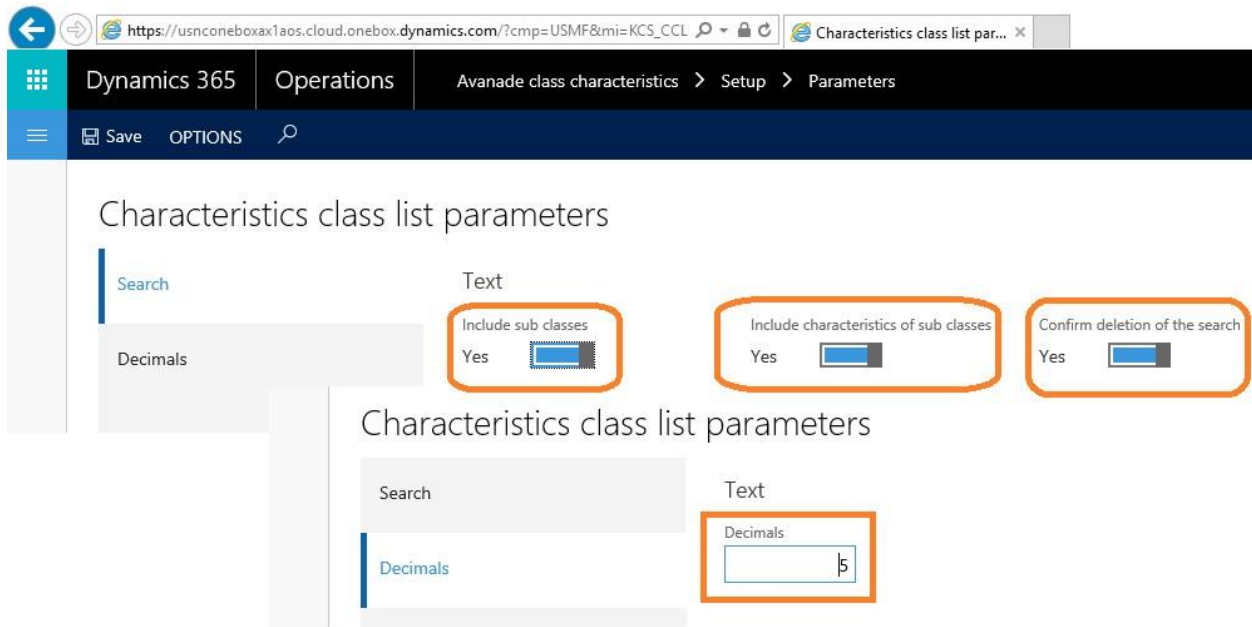 https://usnconeboxax1aos.cloud.onebox.dynamics.com/?cmp=USMF&mi=KCS_CCL
Characteristics class list par...
Dynamics 365 Operations Avanade class characteristics > Setup > Parameters
Save OPTIONS
Characteristics class list parameters
Search
Decimals
Text
Include sub classes Include characteristics of sub classes Confirm deletion of the search
Yes Yes Yes
Characteristics class list parameters
Search
Decimals
Text
Decimals
5